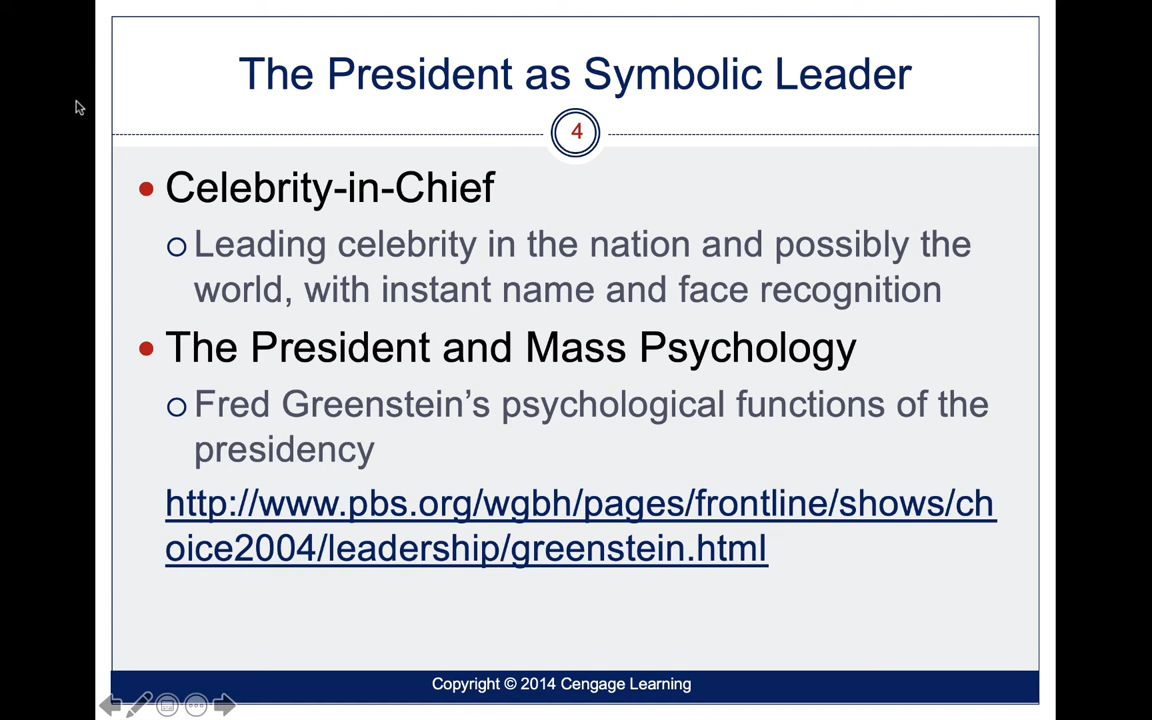 The President as Symbolic Leader
4
• Celebrity-in-Chief
○ Leading celebrity in the nation and possibly the
world, with instant name and face recognition
• The President and Mass Psychology
○ Fred Greenstein’s psychological functions of the
presidency
http://www.pbs.org/wgbh/pages/frontline/shows/ch
oice2004/leadership/greenstein.html
Copyright © 2014 Cengage Learning